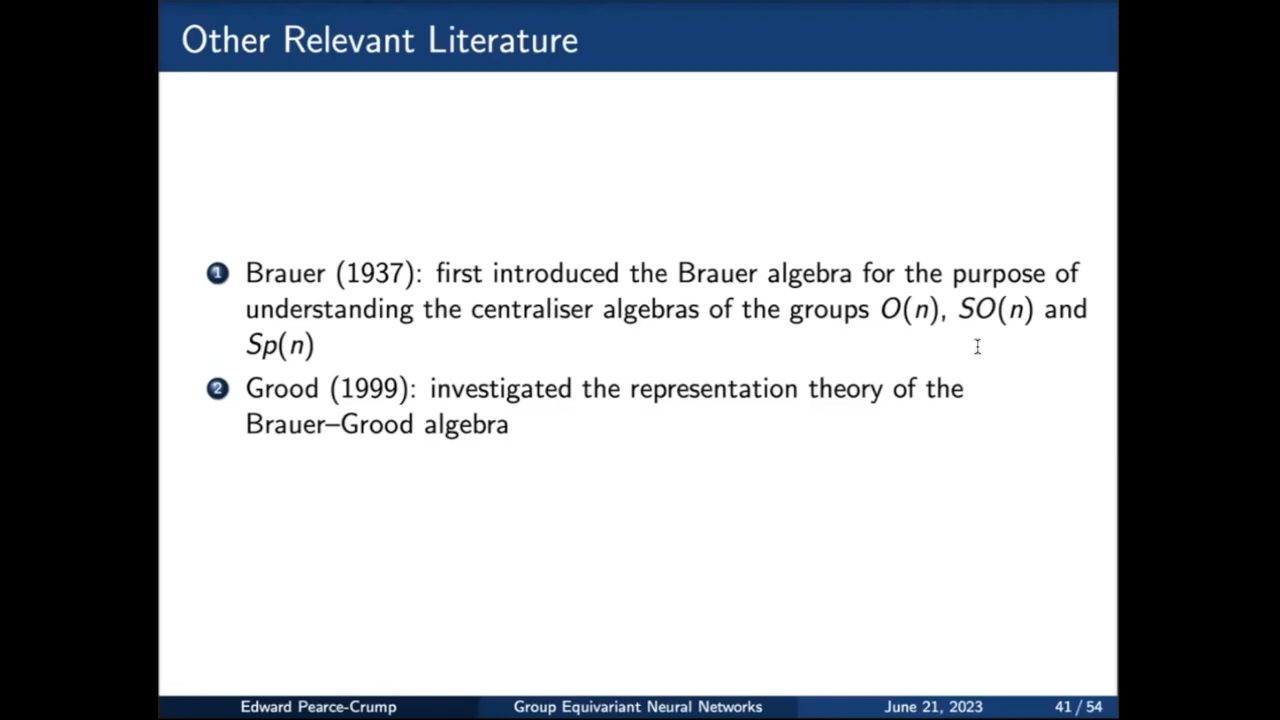 Other Relevant Literature
1 Brauer (1937): first introduced the Brauer algebra for the purpose of
understanding the centraliser algebras of the groups O(n), SO(n) and
Sp(n)
2 Grood (1999): investigated the representation theory of the
Brauer–Grood algebra
Edward Pearce-Crump Group Equivariant Neural Networks June 21, 2023 41 / 54